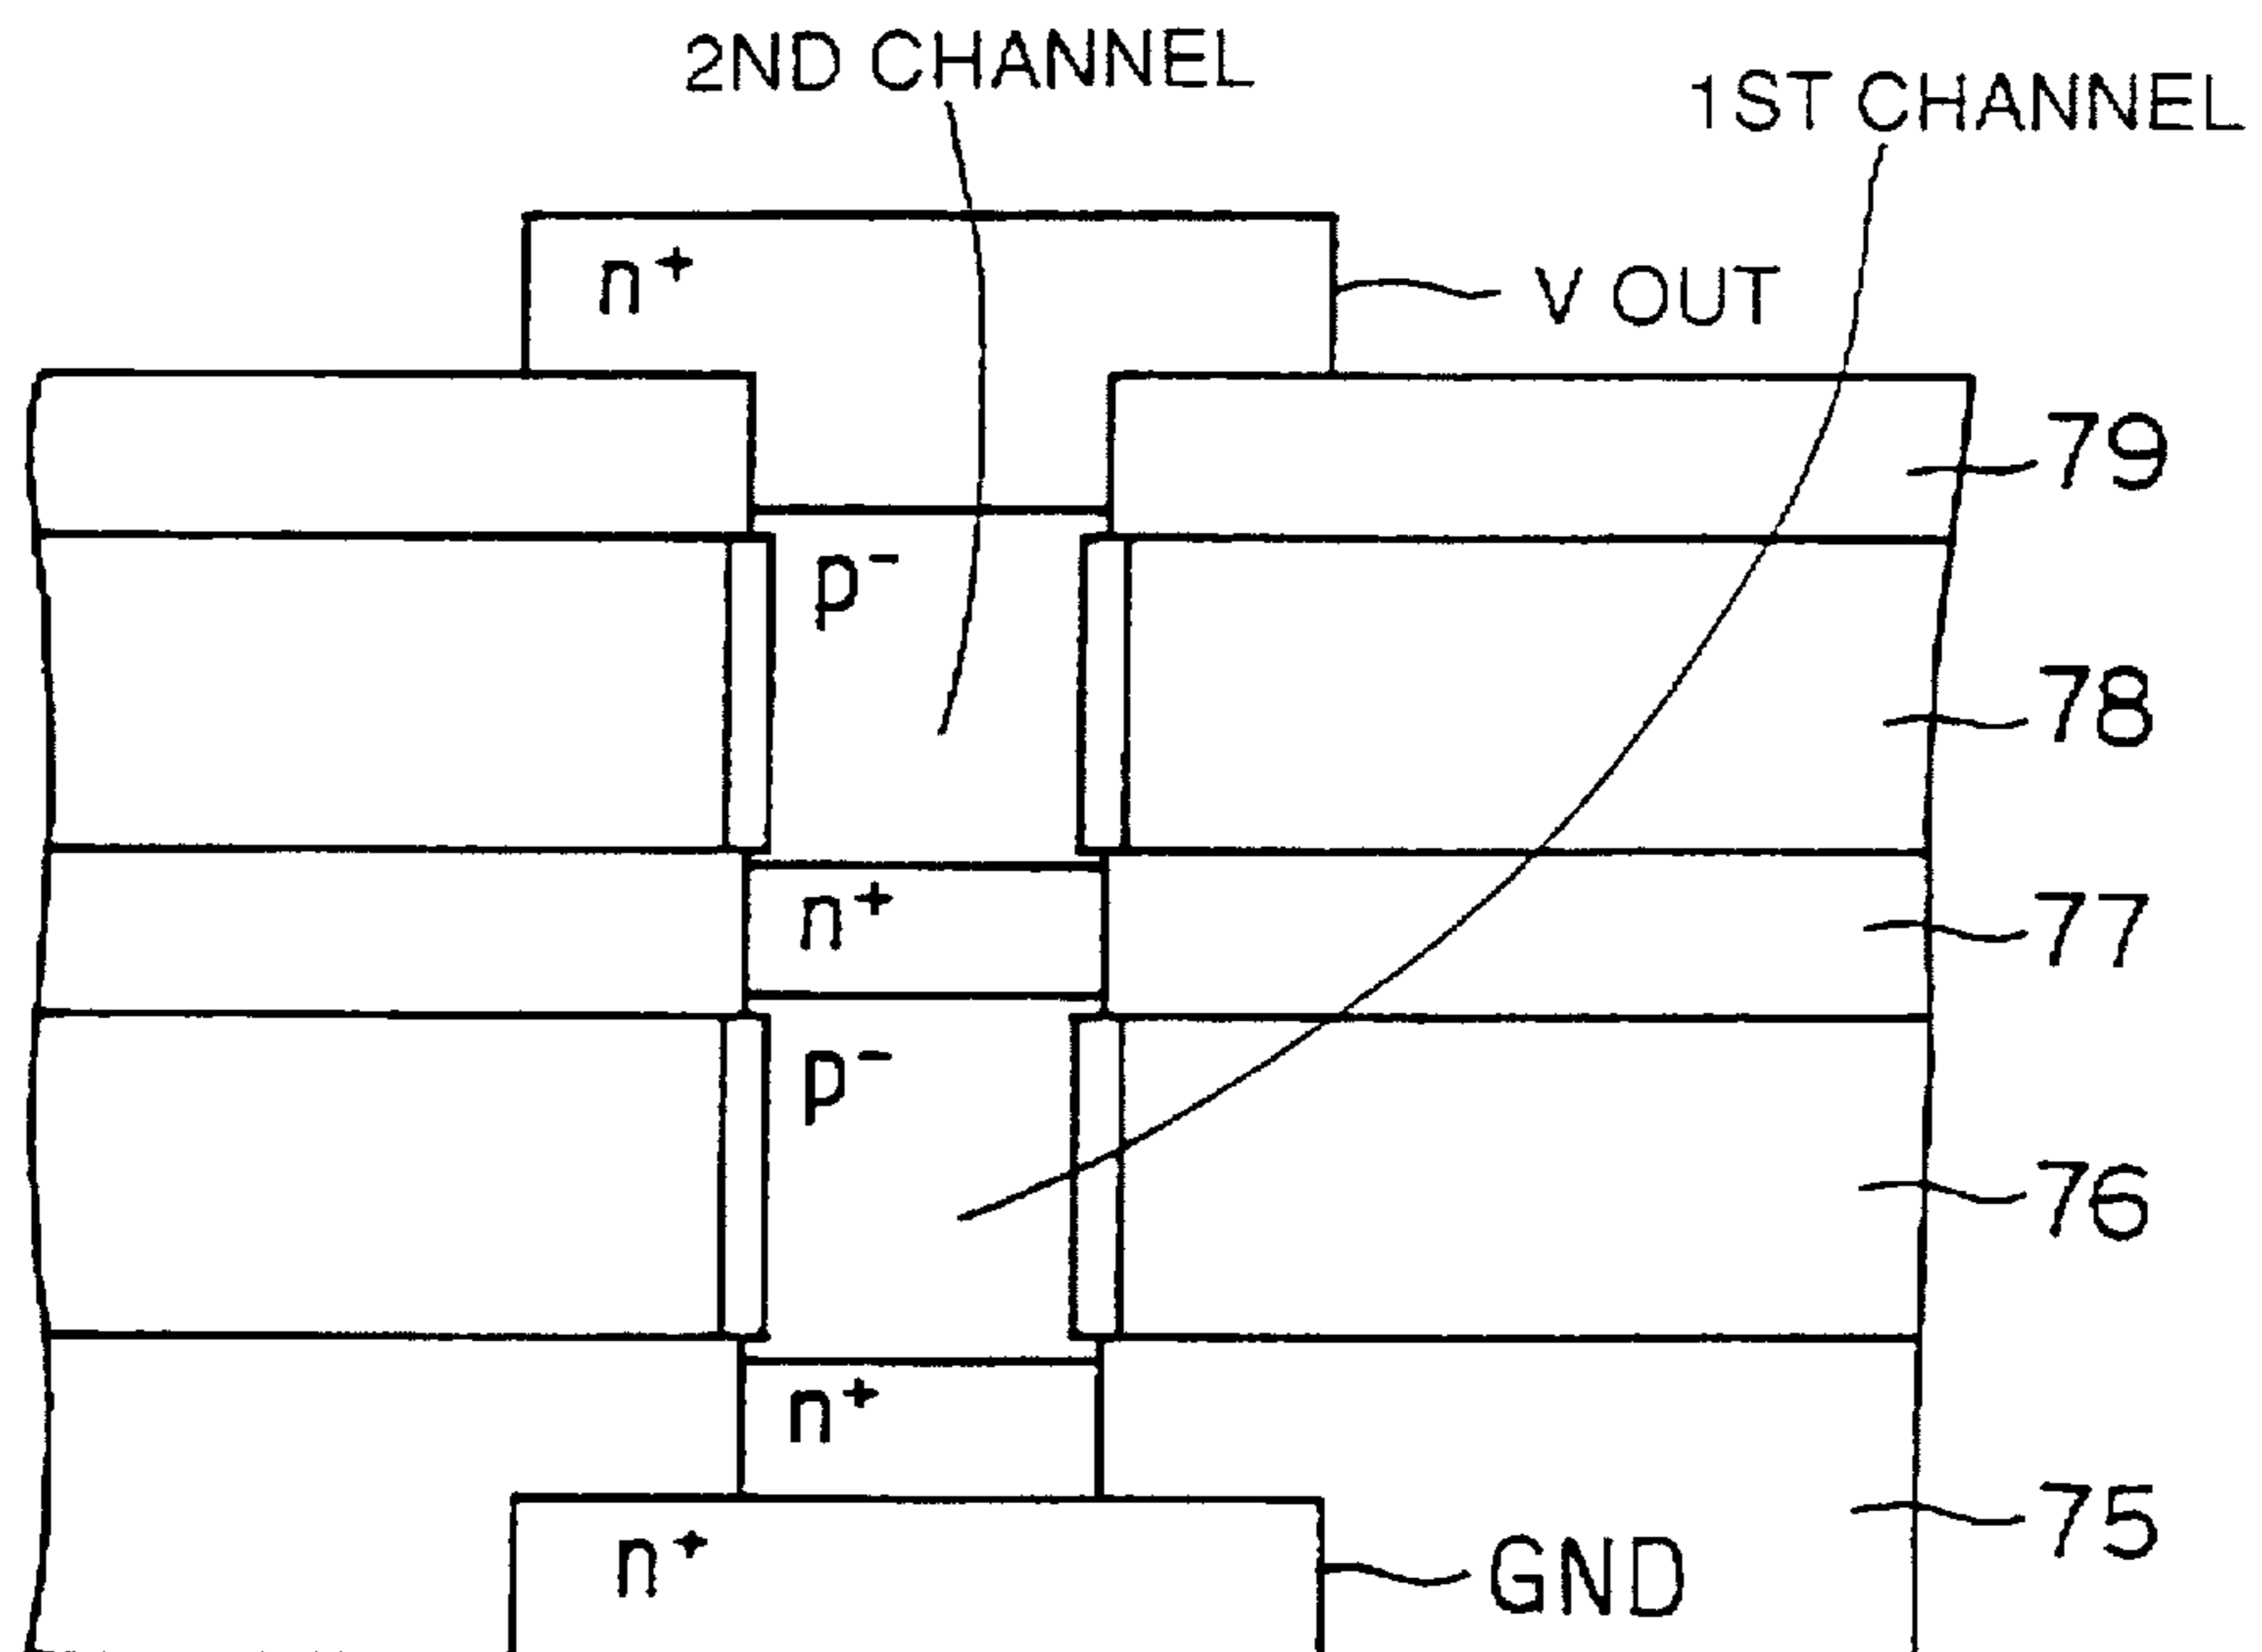 2ND CHANNEL
1ST CHANNEL
n+
V OUT
79
p−
78
n+
77
p−
76
n+
75
n+
GND